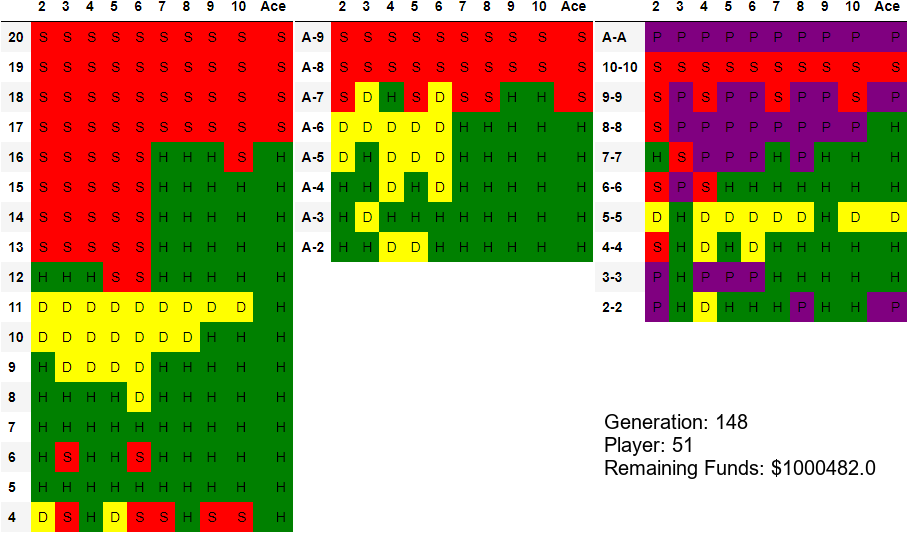 2 3 4 5 6 7 8 9 10 Ace
20 S S S S S S S S S S
19 S S S S S S S S S S
18 S S S S S S S S S S
17 S S S S S S S S S S
16 S S S S S H H H S H
15 S S S S S H H H H H
14 S S S S S H H H H H
13 S S S S S H H H H H
12 H H H S S H H H H H
11 D D D D D D D D D H
10 D D D D D D D H H H
9 H D D D D H H H H H
8 H H H H D H H H H H
7 H H H H H H H H H H
6 H S H H S H H H H H
5 H H H H H H H H H H
4 D S H D S S H S S H
2 3 4 5 6 7 8 9 10 Ace
A-9 S S S S S S S S S S
A-8 S S S S S S S S S S
A-7 S D H S D S S H H S
A-6 D D D D D H H H H H
A-5 D H D D D H H H H H
A-4 H H D H D H H H H H
A-3 H D H H H H H H H H
A-2 H H D D H H H H H H
2 3 4 5 6 7 8 9 10 Ace
A-A P P P P P P P P P P
10-10 S S S S S S S S S S
9-9 S P S P P S P P S P
8-8 S P P P P P P P P H
7-7 H S P P P H P H H H
6-6 S P S H H H H H H H
5-5 D H D D D D D H D D
4-4 S H D H D H H H H H
3-3 P H P P P H H H H H
2-2 P H D H H H P H H P
Generation: 148
Player: 51
Remaining Funds: $1000482.0